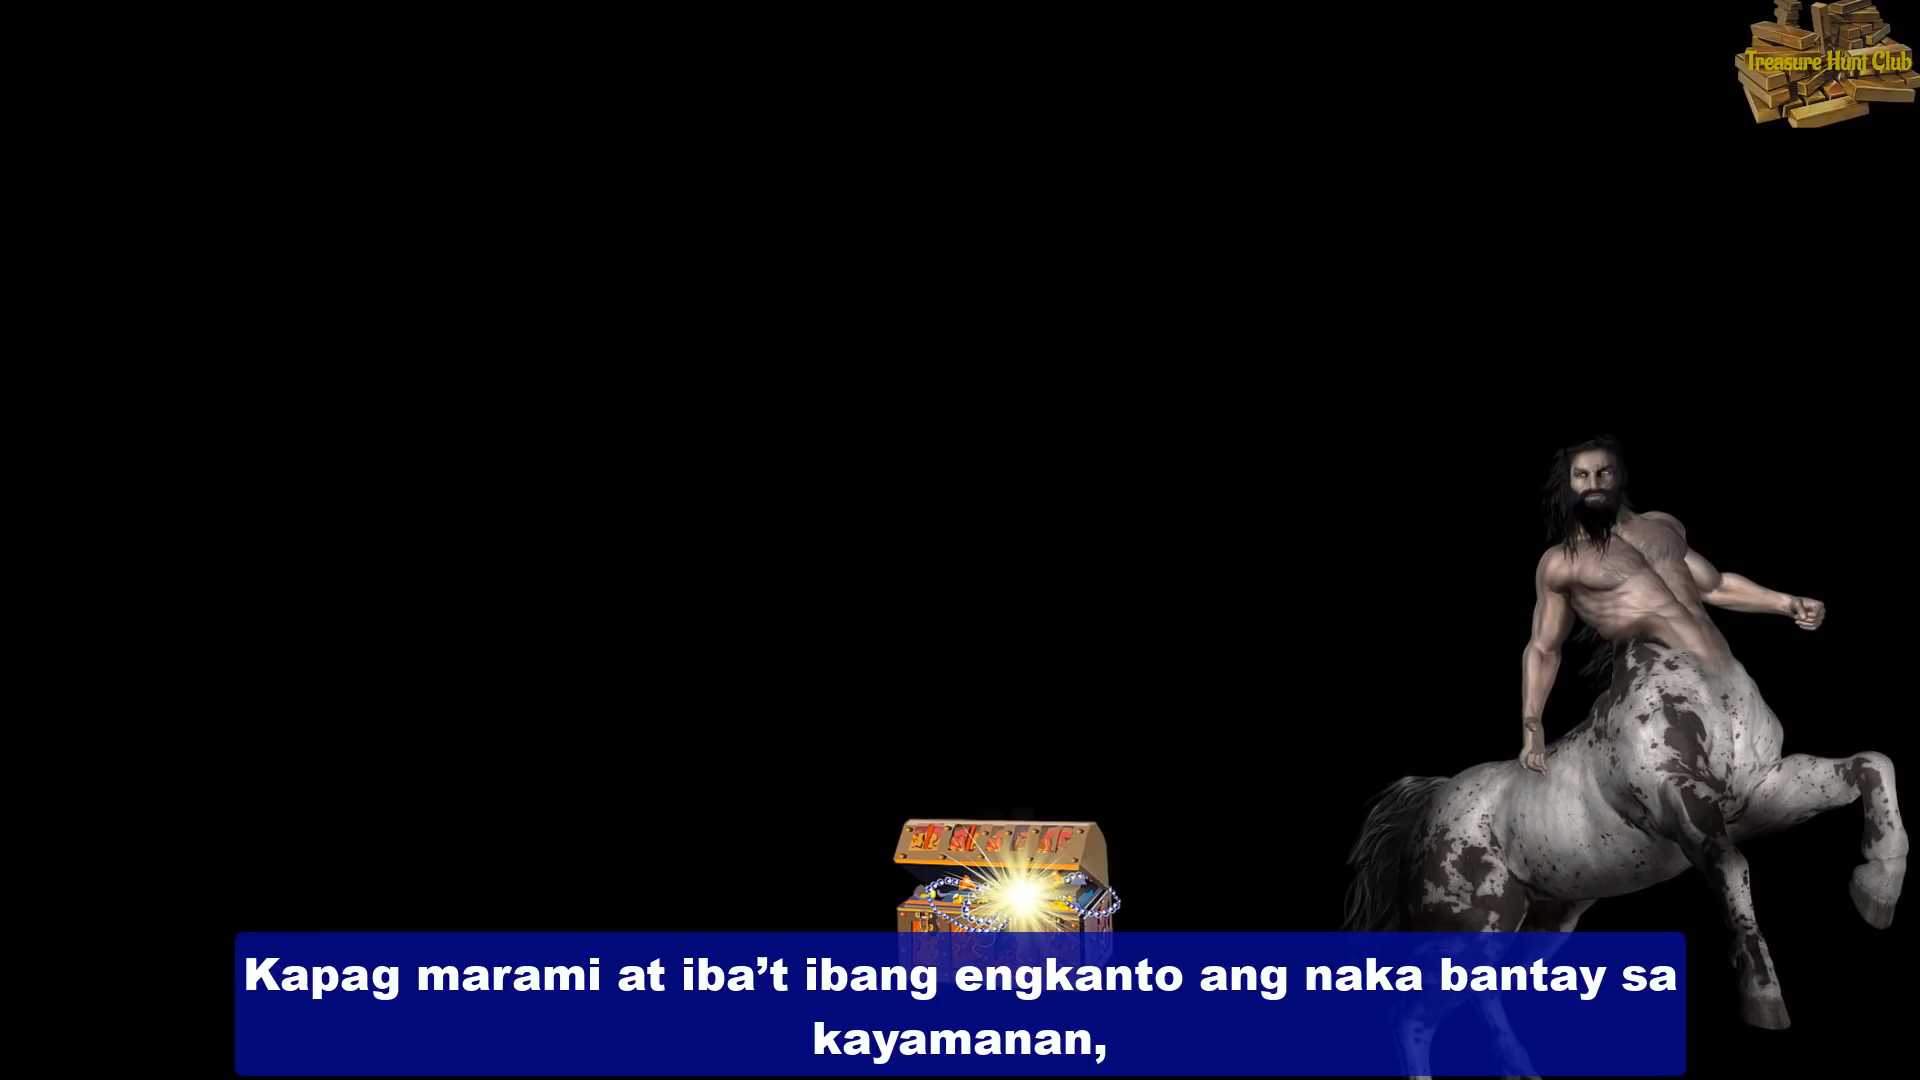 Treasure Hunt Club
Kapag marami at iba’t ibang engkanto ang naka bantay sa
kayamanan,